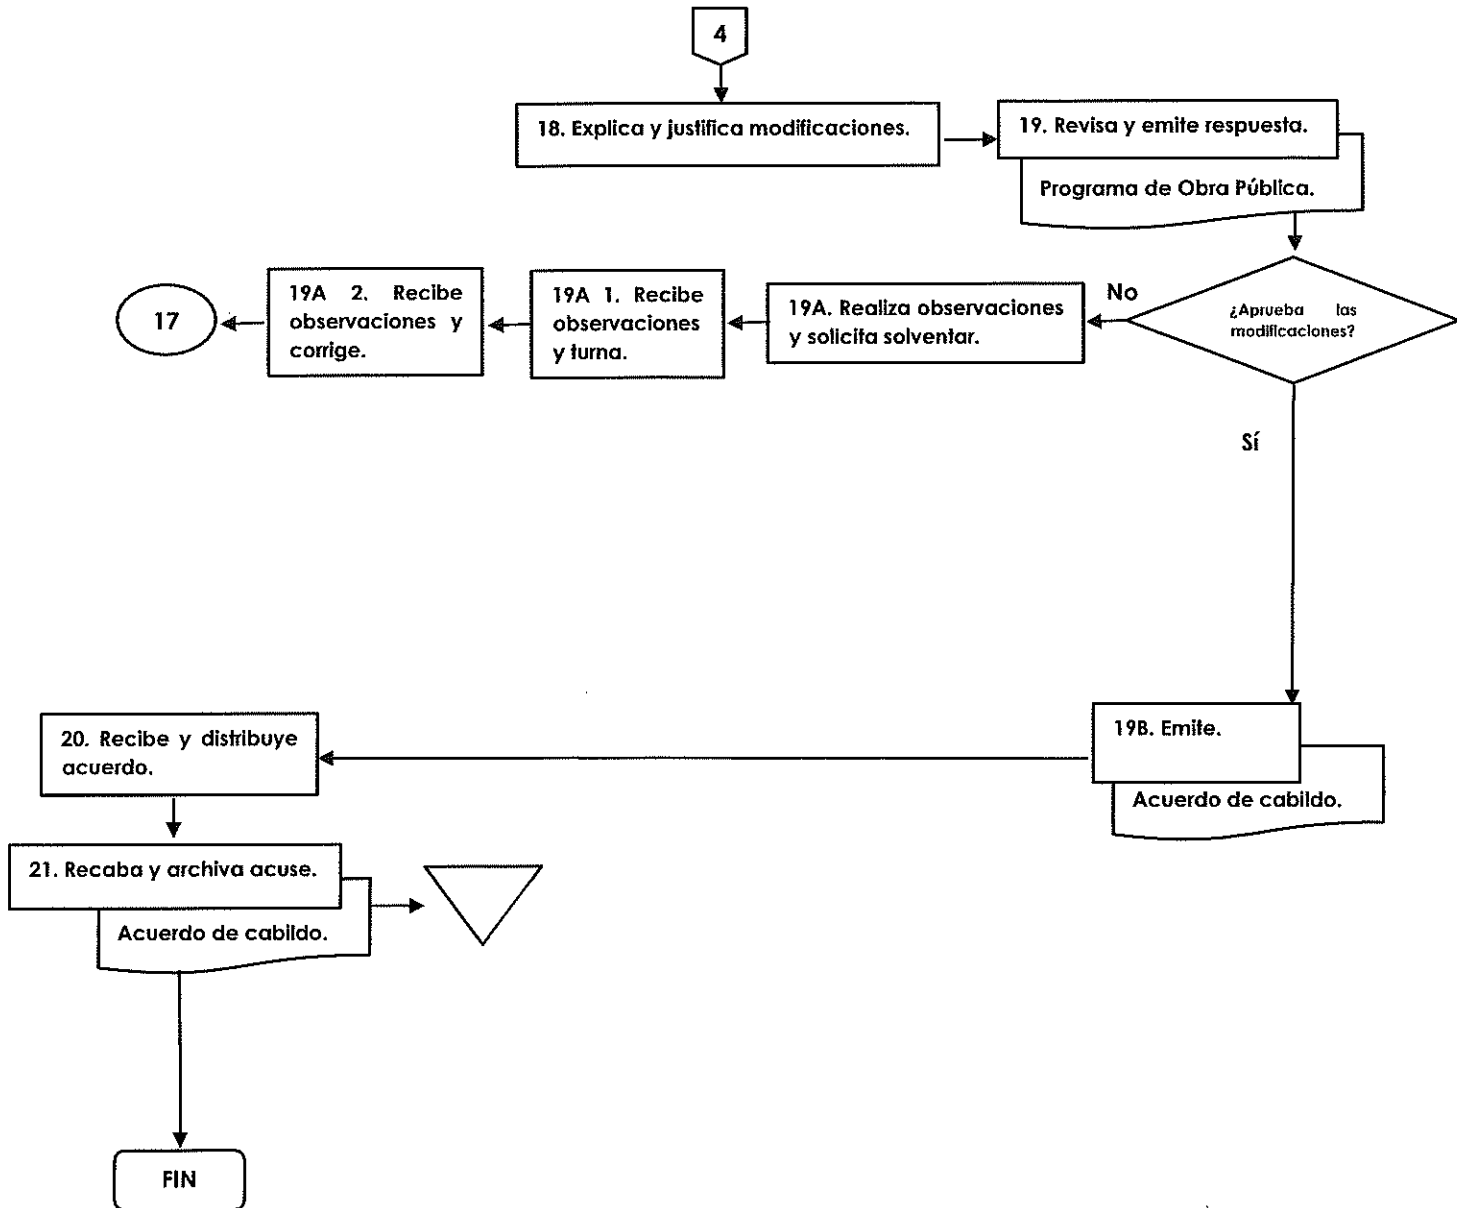 4
18. Explica y justifica modificaciones.
19. Revisa y emite respuesta.
Programa de Obra Pública.
¿Aprueba las
modificaciones?
No
19A. Realiza observaciones
y solicita solventar.
19A 1. Recibe
observaciones
y turna.
19A 2. Recibe
observaciones y
corrige.
17
Sí
19B. Emite.
Acuerdo de cabildo.
20. Recibe y distribuye
acuerdo.
21. Recaba y archiva acuse.
Acuerdo de cabildo.
FIN